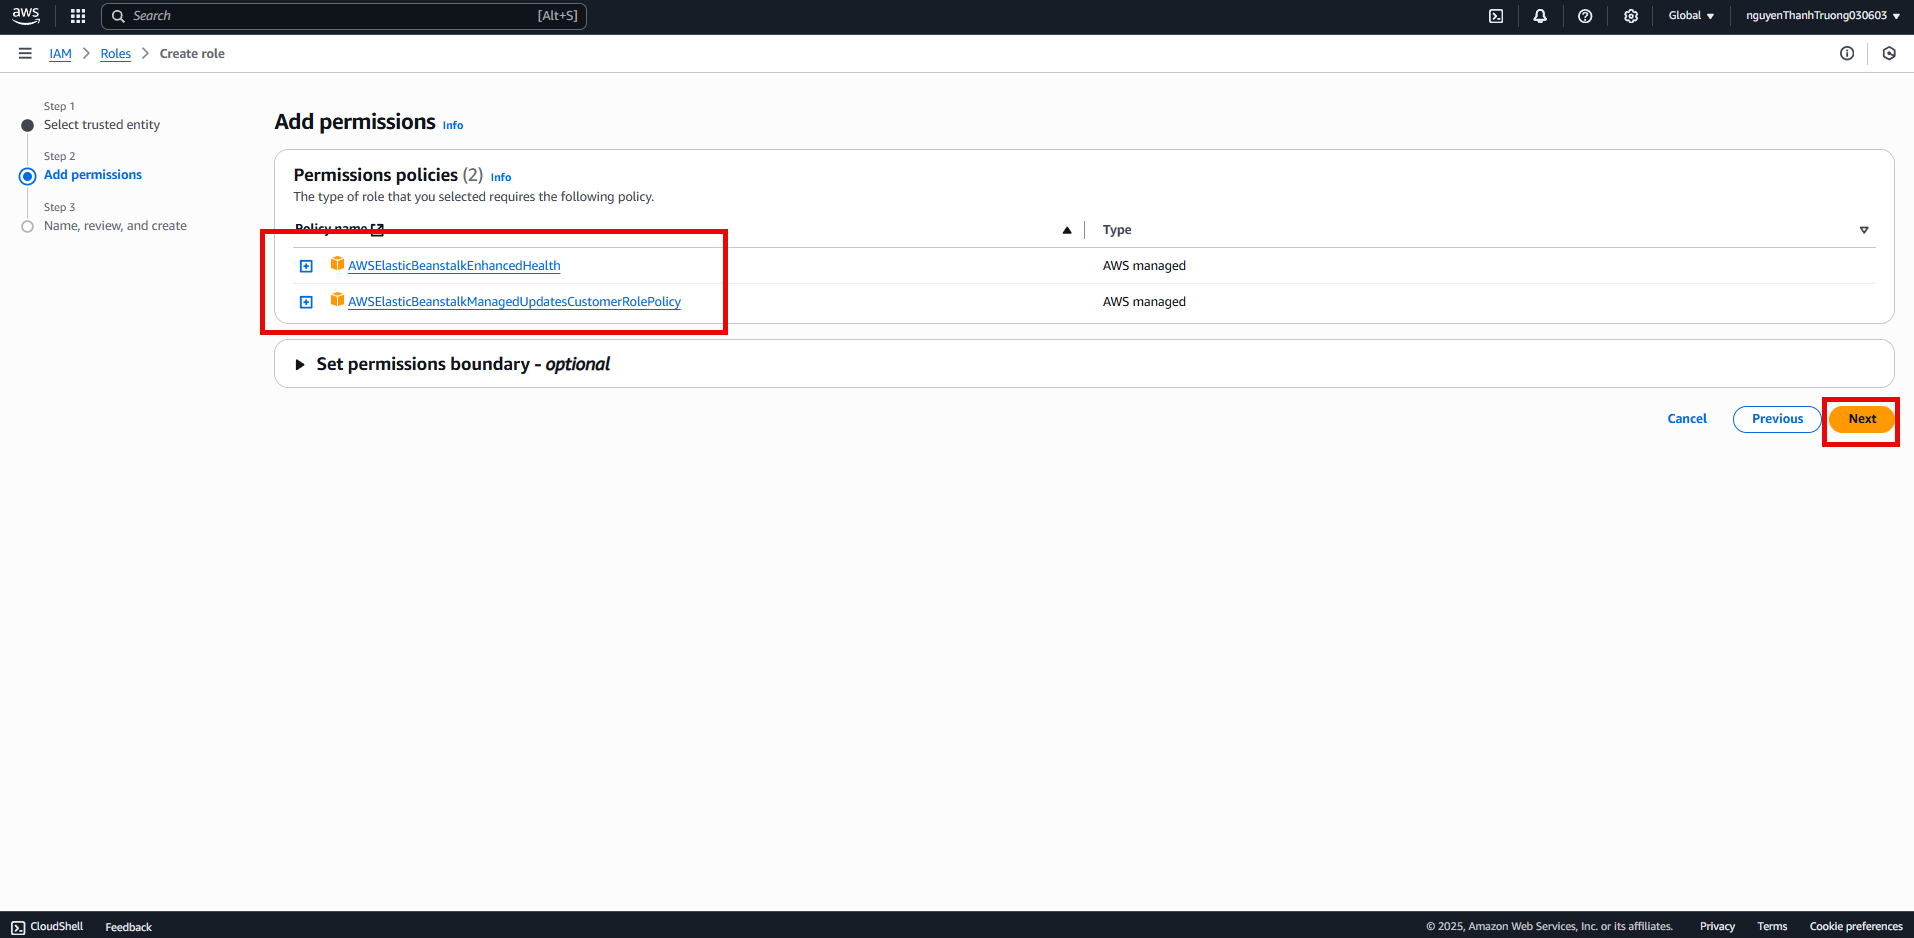 aws
Search [Alt+S]
Global
nguyenThanhTruong030603
IAM
Roles
Create role
Step 1
Select trusted entity
Step 2
Add permissions
Step 3
Name, review, and create
Add permissions Info
Permissions policies (2) Info
The type of role that you selected requires the following policy.
Policy name Type
AWSElasticBeanstalkEnhancedHealth AWS managed
AWSElasticBeanstalkManagedUpdatesCustomerRolePolicy AWS managed
Set permissions boundary - optional
Cancel Previous Next
CloudShell Feedback © 2025, Amazon Web Services, Inc. or its affiliates. Privacy Terms Cookie preferences